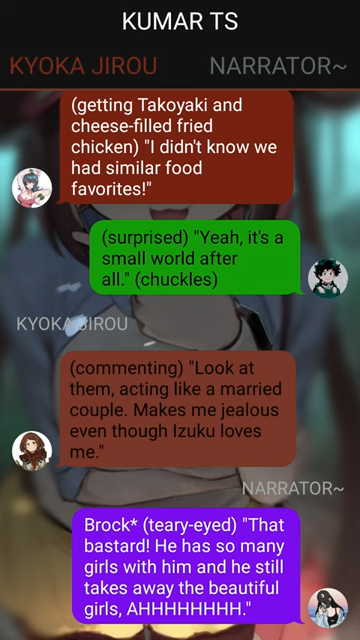 KUMAR TS
KYOKA JIROU
NARRATOR~
(getting Takoyaki and
cheese-filled fried
chicken) "I didn't know we
had similar food
favorites!"
(surprised) "Yeah, it's a
small world after
all." (chuckles)
KYOKA JIROU
(commenting) "Look at
them, acting like a married
couple. Makes me jealous
even though Izuku loves
me."
NARRATOR~
Brock* (teary-eyed) "That
bastard! He has so many
girls with him and he still
takes away the beautiful
girls, AHHHHHHHH."